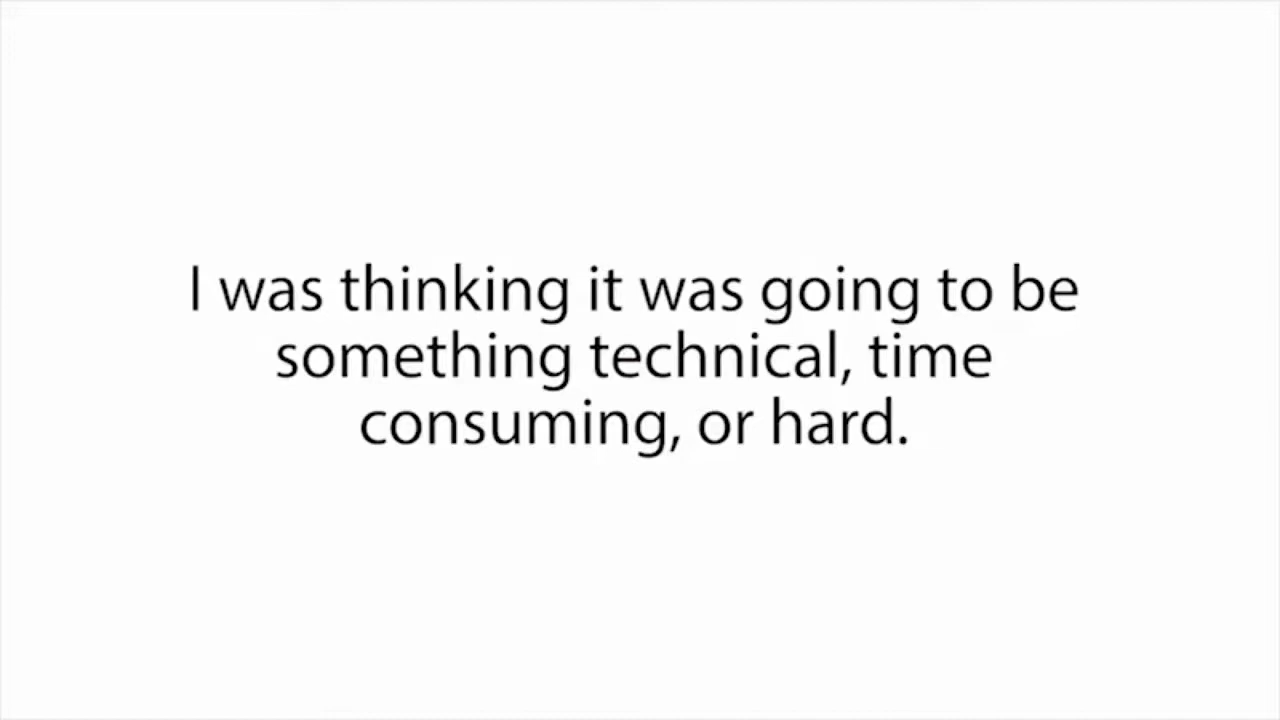 I was thinking it was going to be
something technical, time
consuming, or hard.